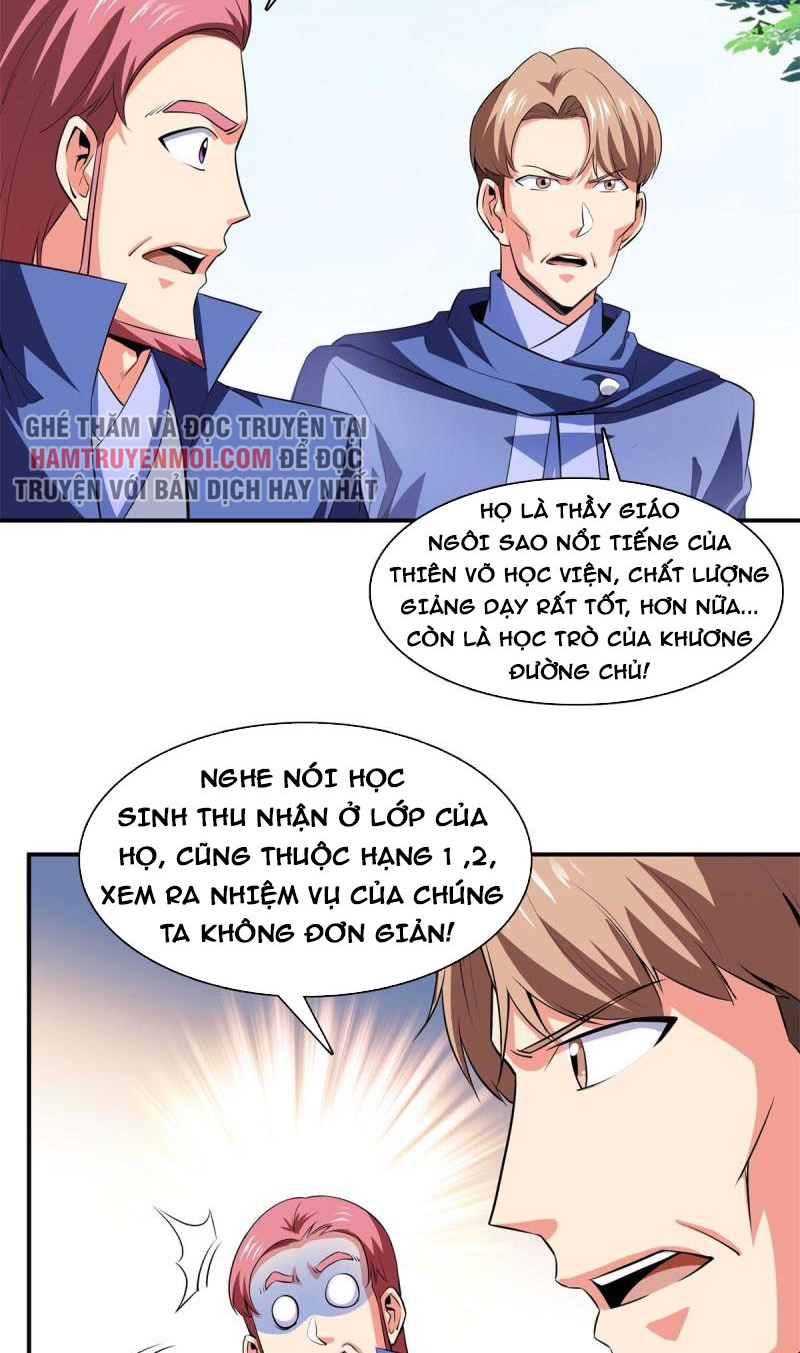 GHÉ THĂM VÀ ĐỌC TRUYỆN TẠI
HAMTRUYENMOI.COM ĐỂ ĐỌC
TRUYỆN VỚI BẢN DỊCH HAY NHẤT
HỌ LÀ THẦY GIÁO
NGÔI SAO NỔI TIẾNG CỦA
THIÊN VÕ HỌC VIỆN, CHẤT LƯỢNG
GIẢNG DẠY RẤT TỐT, HƠN NỮA...
CÒN LÀ HỌC TRÒ CỦA KHƯƠNG
ĐƯỜNG CHỦ!
NGHE NÓI HỌC
SINH THU NHẬN Ở LỚP CỦA
HỌ, CŨNG THUỘC HẠNG 1 ,2,
XEM RA NHIỆM VỤ CỦA CHÚNG
TA KHÔNG ĐƠN GIẢN!